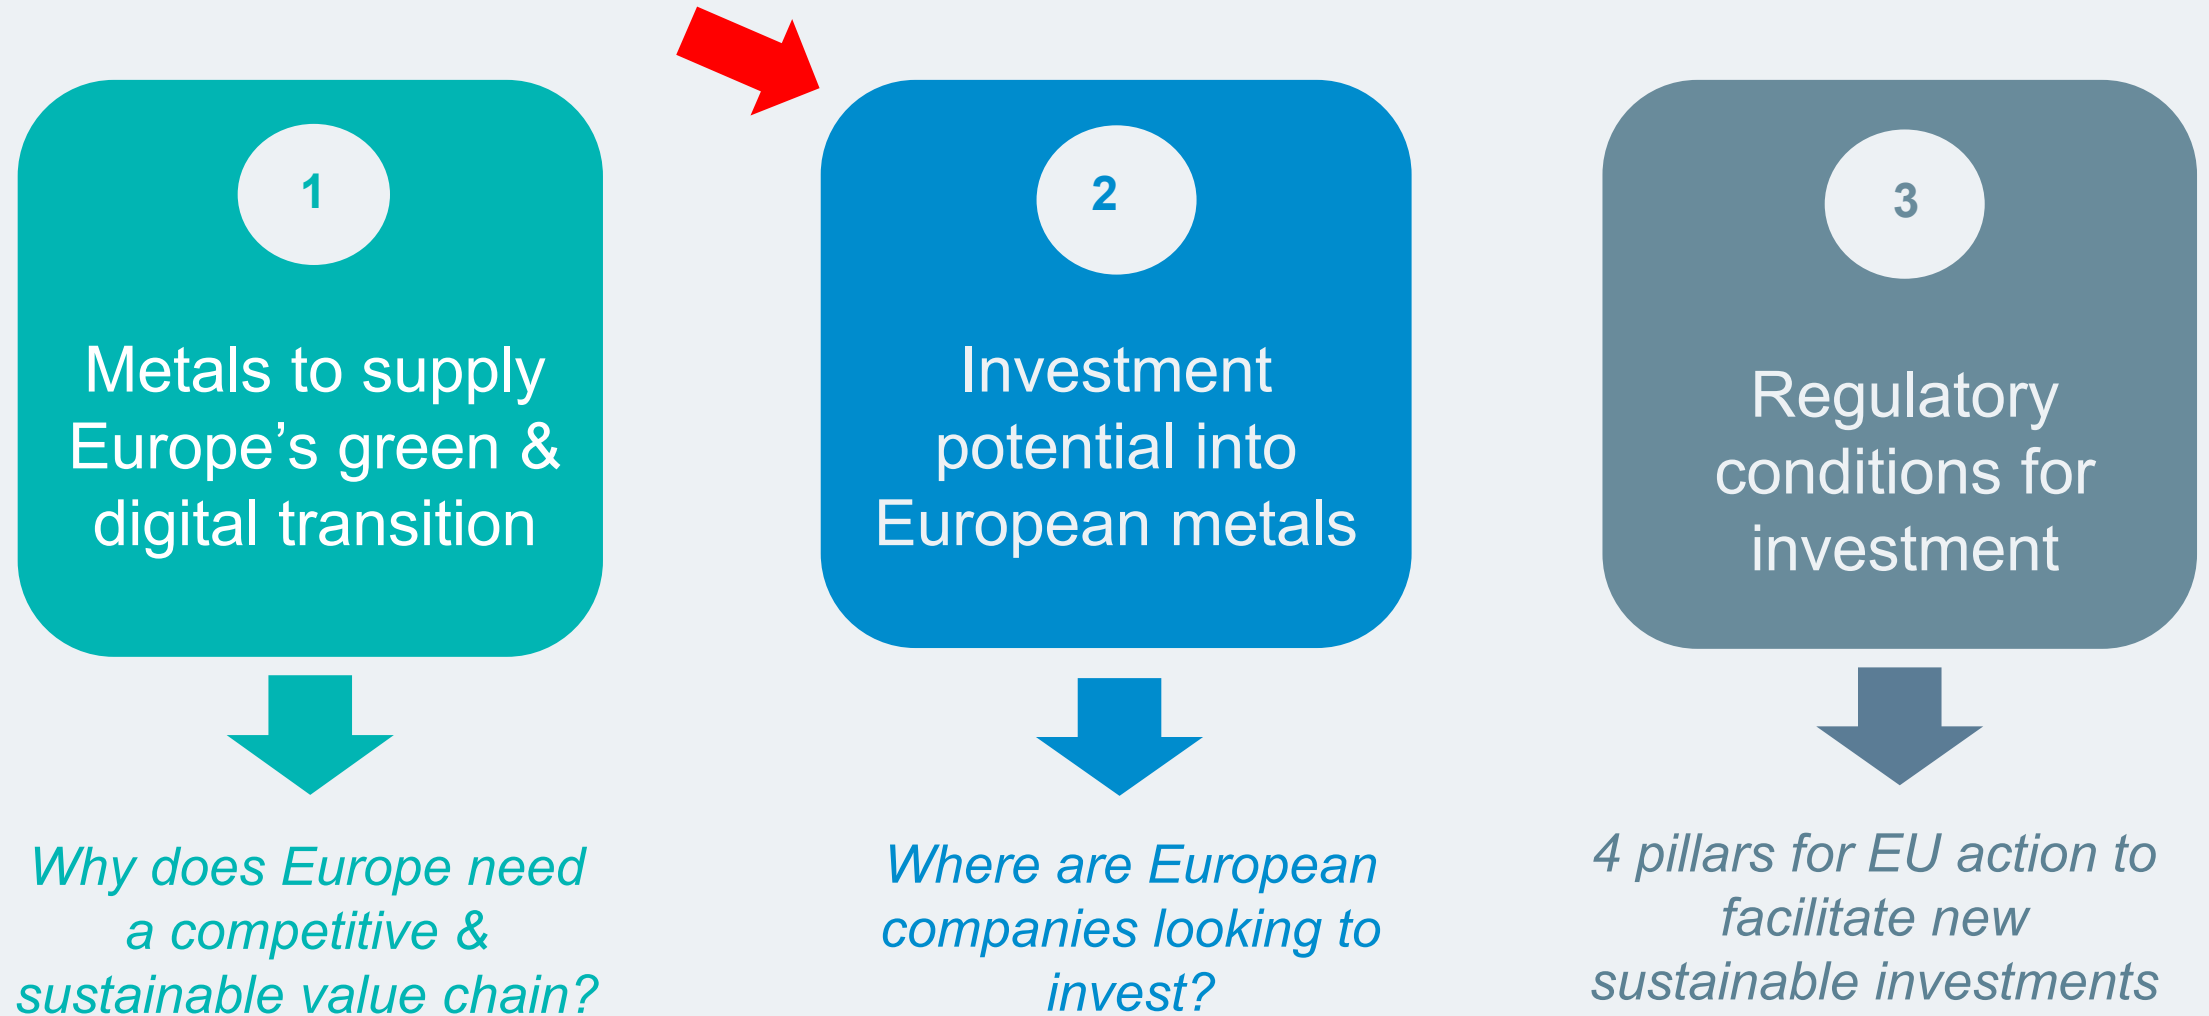 1
Metals to supply
Europe’s green &
digital transition
Why does Europe need
a competitive &
sustainable value chain?
2
Investment
potential into
European metals
Where are European
companies looking to
invest?
3
Regulatory
conditions for
investment
4 pillars for EU action to
facilitate new
sustainable investments